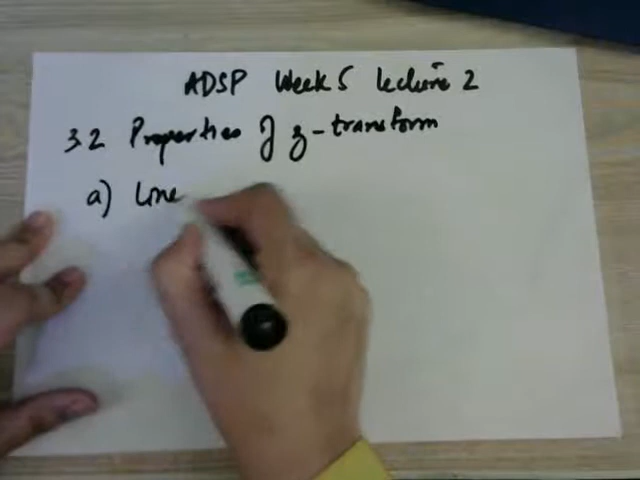 ADSP Week 5 lecture 2
3.2 Properties of z-transform
a) Line